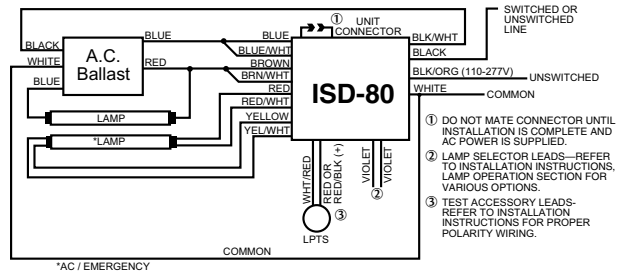 ① UNIT
CONNECTOR
SWITCHED OR
UNSWITCHED
LINE
BLACK
BLUE
BLUE
BLK/WHT
A.C.
Ballast
BLUE/WHT
BLACK
WHITE
RED
BROWN
BLK/ORG (110-277V)
UNSWITCHED
BLUE
BRN/WHT
ISD-80
WHITE
COMMON
RED
LAMP
RED/WHT
YELLOW
*LAMP
YEL/WHT
① DO NOT MATE CONNECTOR UNTIL
INSTALLATION IS COMPLETE AND
AC POWER IS SUPPLIED.
② LAMP SELECTOR LEADS—REFER
TO INSTALLATION INSTRUCTIONS,
LAMP OPERATION SECTION FOR
VARIOUS OPTIONS.
③ TEST ACCESSORY LEADS-
REFER TO INSTALLATION
INSTRUCTIONS FOR PROPER
POLARITY WIRING.
WHT/RED
RED OR
RED/BLK (+)
VIOLET
VIOLET
②
③
LPTS
COMMON
*AC / EMERGENCY